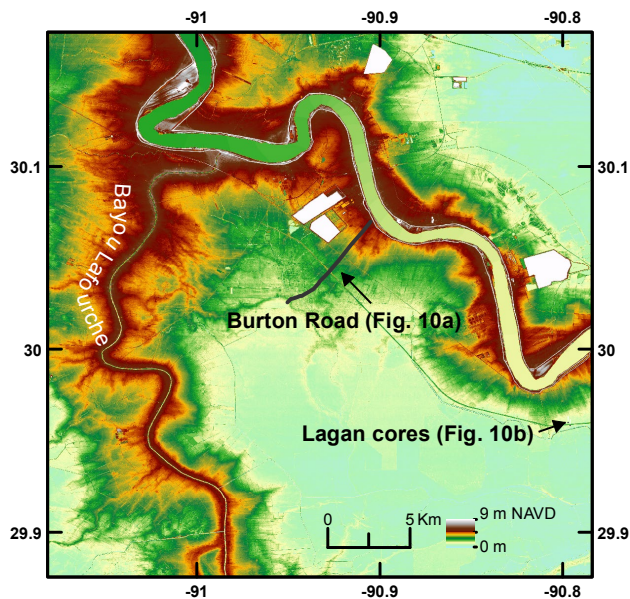 -91
-90.9
-90.8
30.1
30.1
Bayou Lafourche
Burton Road (Fig. 10a)
30
30
Lagan cores (Fig. 10b)
9 m NAVD
0
5 Km
0 m
29.9
29.9
-91
-90.9
-90.8